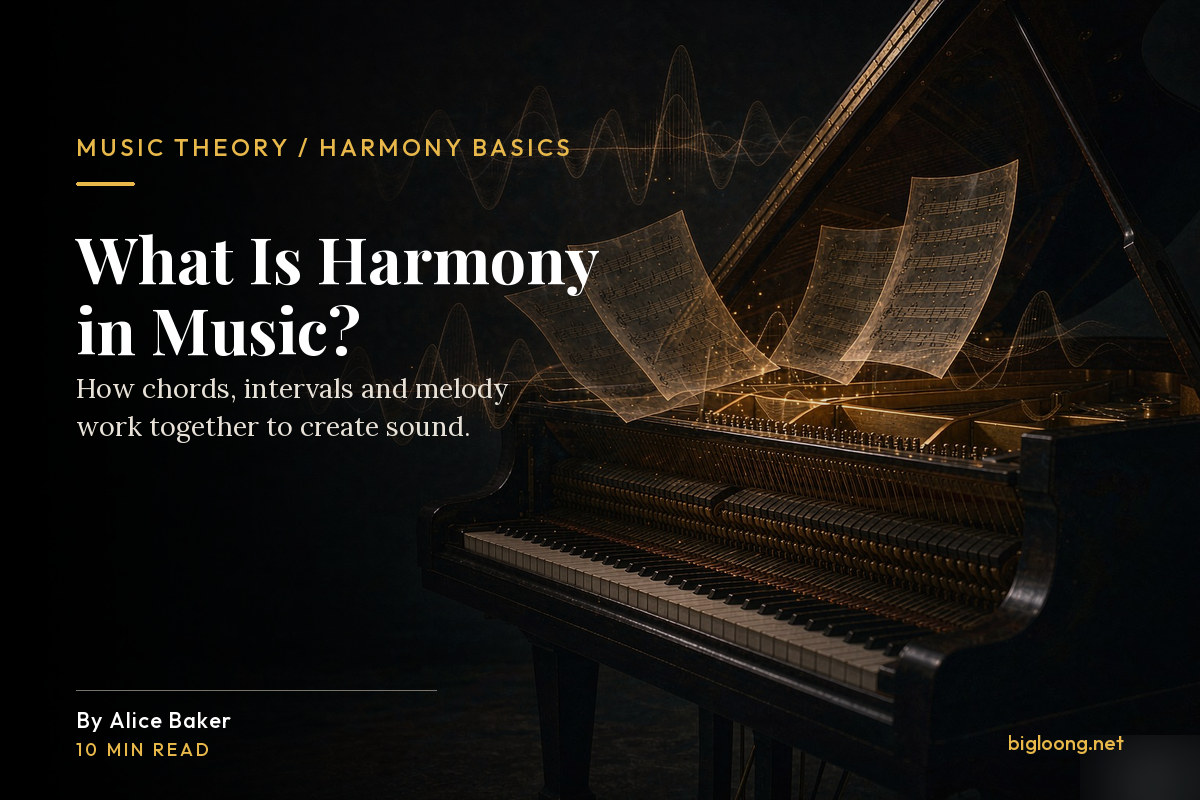 MUSIC THEORY / HARMONY BASICS
What Is Harmony
in Music?
How chords, intervals and melody
work together to create sound.
By Alice Baker
10 MIN READ
bigloong.net